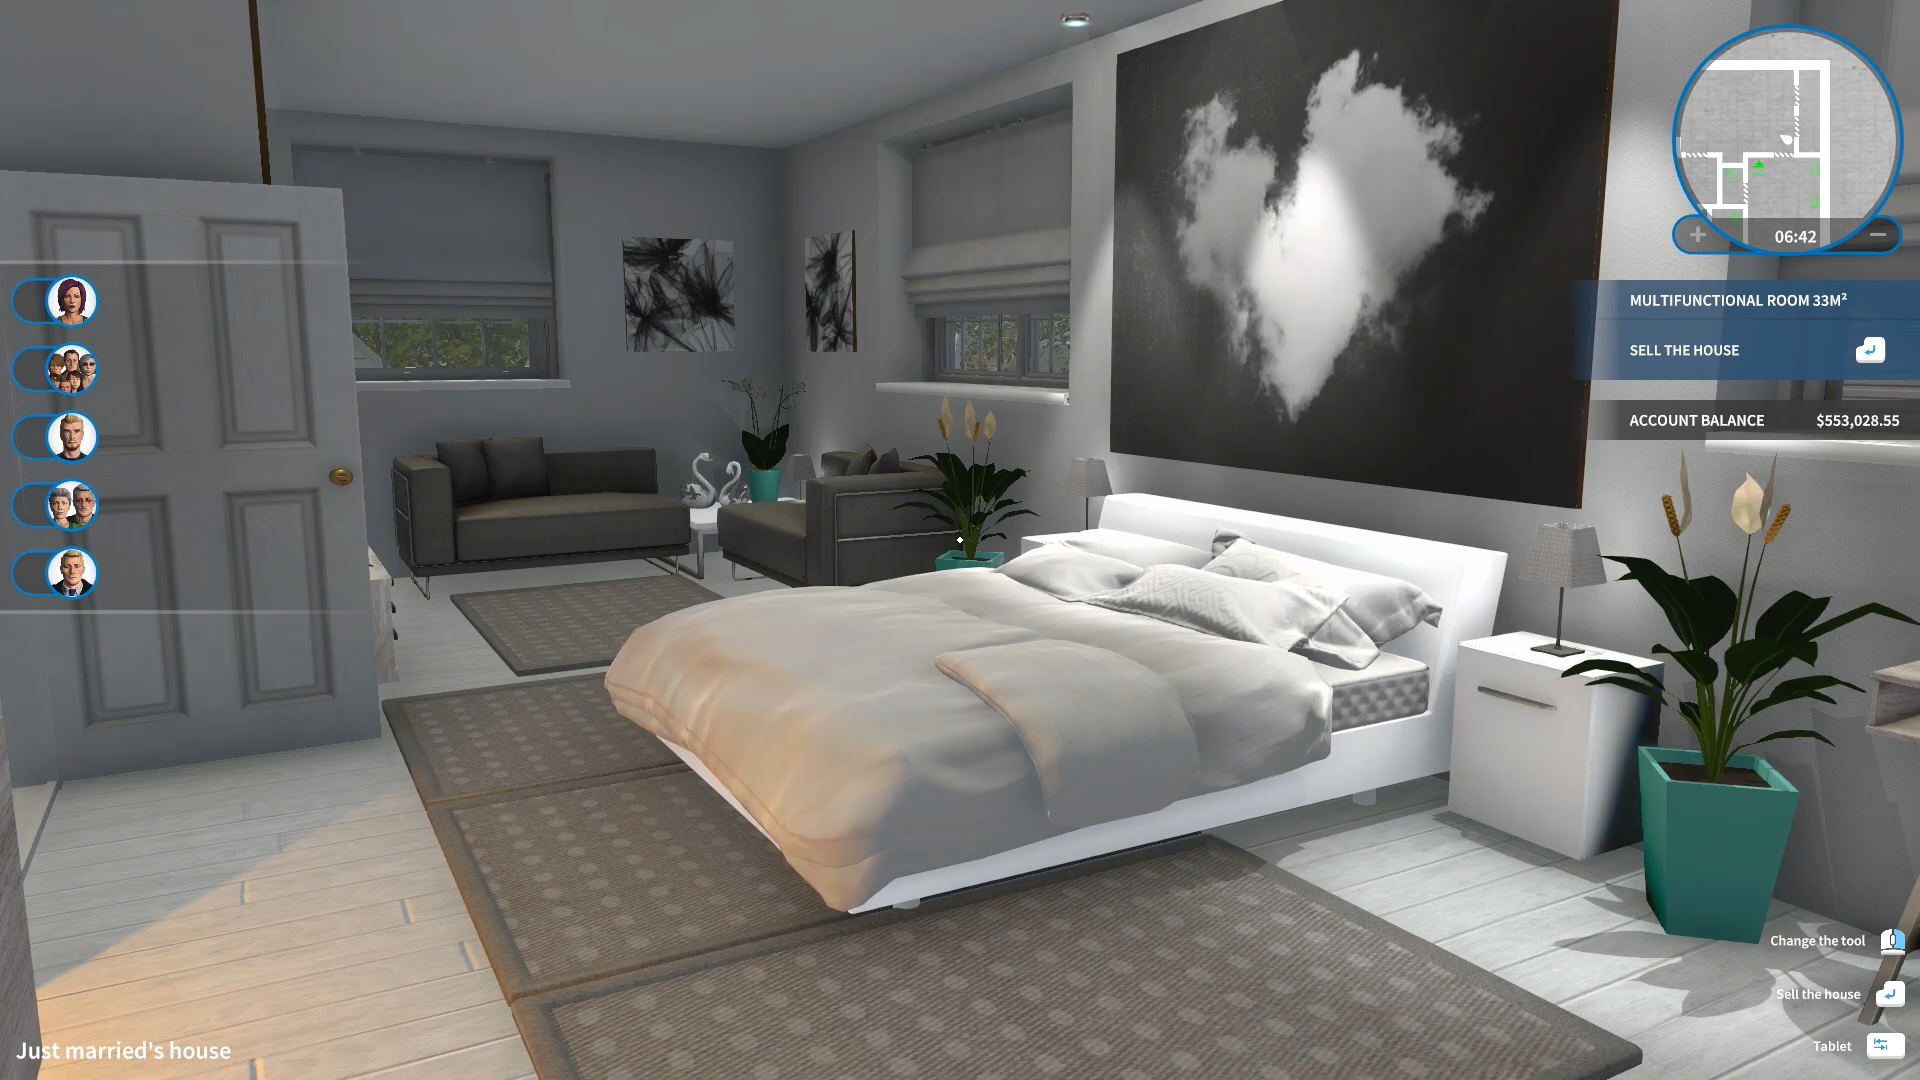 06:42
MULTIFUNCTIONAL ROOM 33M²
SELL THE HOUSE
ACCOUNT BALANCE $553,028.55
Change the tool
Sell the house
Tablet
Just married's house